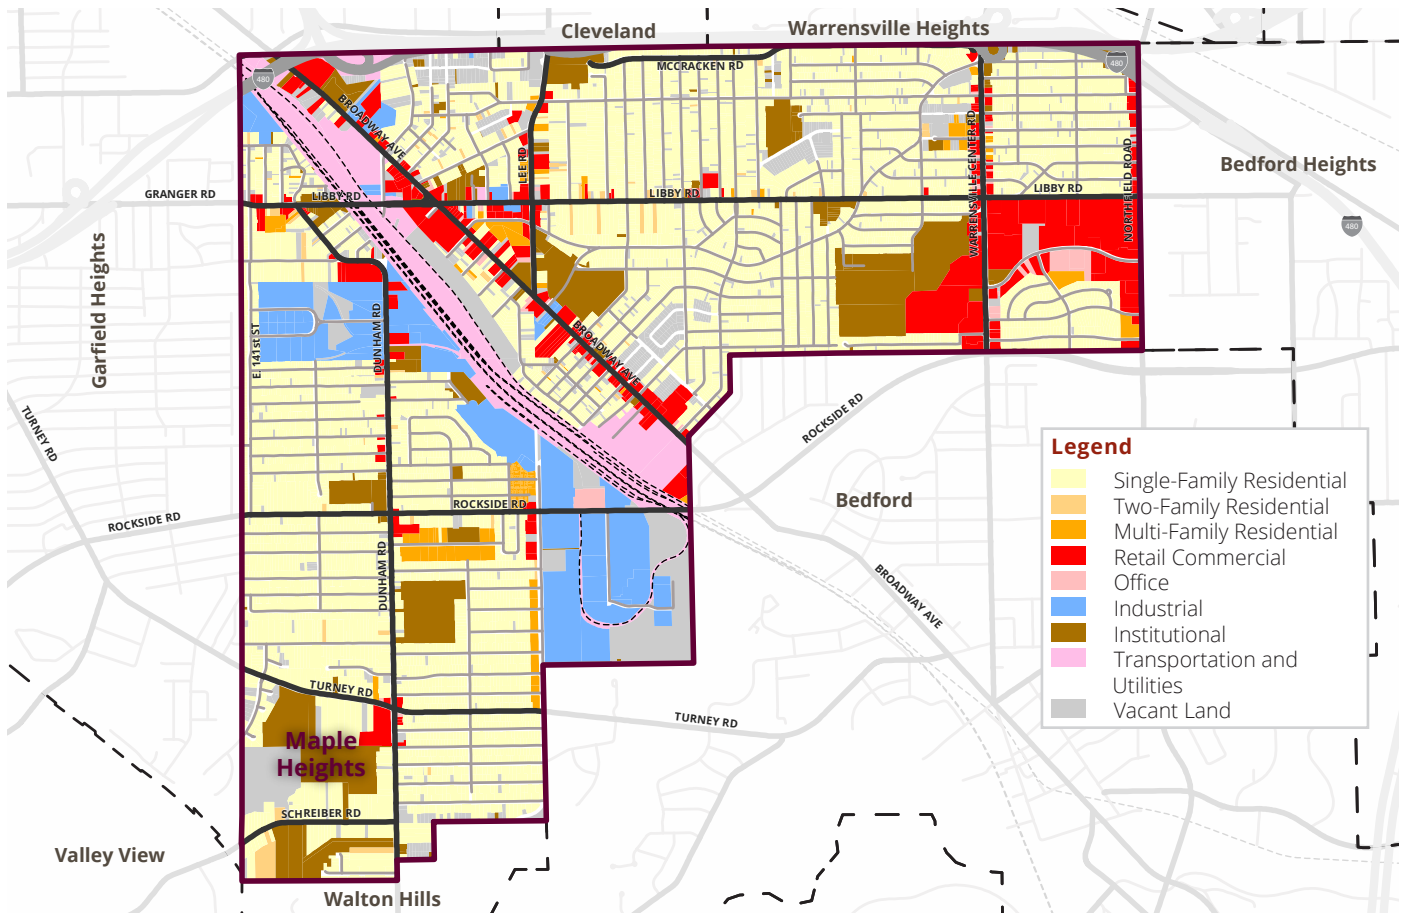 Cleveland
Warrensville Heights
MCCRACKEN RD
480
480
BROADWAY AVE
LEE RD
WARRENSVILLE CENTER RD
NORTHFIELD ROAD
Bedford Heights
GRANGER RD
LIBBY RD
LIBBY RD
LIBBY RD
480
Garfield Heights
E. 141st ST
DUNHAM RD
BROADWAY AVE
TURNEY RD
ROCKSIDE RD
Legend
Single-Family Residential
Two-Family Residential
Multi-Family Residential
Retail Commercial
Office
Industrial
Institutional
Transportation and
Utilities
Vacant Land
Bedford
ROCKSIDE RD
ROCKSIDE RD
DUNHAM RD
BROADWAY AVE
TURNEY RD
TURNEY RD
Maple
Heights
SCHREIBER RD
Valley View
Walton Hills